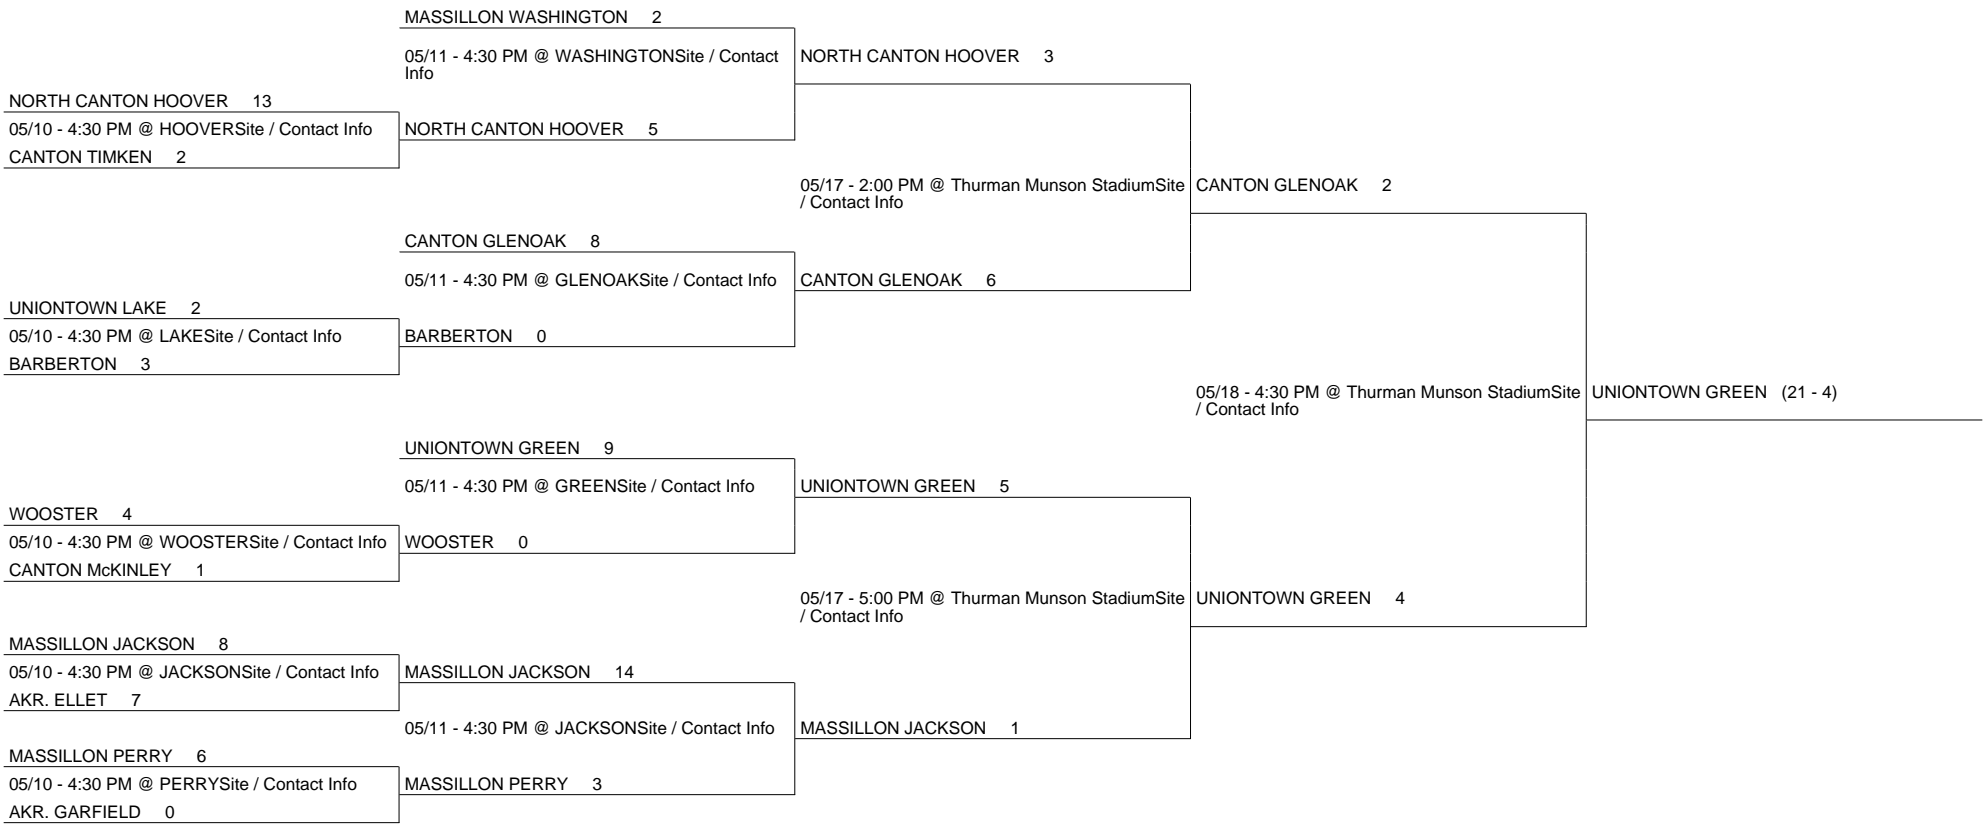 MASSILLON WASHINGTON 2
05/11 - 4:30 PM @ WASHINGTONSite / Contact
Info
NORTH CANTON HOOVER 3
NORTH CANTON HOOVER 13
05/10 - 4:30 PM @ HOOVERSite / Contact Info
NORTH CANTON HOOVER 5
CANTON TIMKEN 2
05/17 - 2:00 PM @ Thurman Munson StadiumSite
/ Contact Info
CANTON GLENOAK 2
CANTON GLENOAK 8
05/11 - 4:30 PM @ GLENOAKSite / Contact Info
CANTON GLENOAK 6
UNIONTOWN LAKE 2
05/10 - 4:30 PM @ LAKESite / Contact Info
BARBERTON 0
BARBERTON 3
05/18 - 4:30 PM @ Thurman Munson StadiumSite
/ Contact Info
UNIONTOWN GREEN (21 - 4)
UNIONTOWN GREEN 9
05/11 - 4:30 PM @ GREENSite / Contact Info
UNIONTOWN GREEN 5
WOOSTER 4
05/10 - 4:30 PM @ WOOSTERSite / Contact Info
WOOSTER 0
CANTON McKINLEY 1
05/17 - 5:00 PM @ Thurman Munson StadiumSite
/ Contact Info
UNIONTOWN GREEN 4
MASSILLON JACKSON 8
05/10 - 4:30 PM @ JACKSONSite / Contact Info
MASSILLON JACKSON 14
AKR. ELLET 7
05/11 - 4:30 PM @ JACKSONSite / Contact Info
MASSILLON JACKSON 1
MASSILLON PERRY 6
05/10 - 4:30 PM @ PERRYSite / Contact Info
MASSILLON PERRY 3
AKR. GARFIELD 0